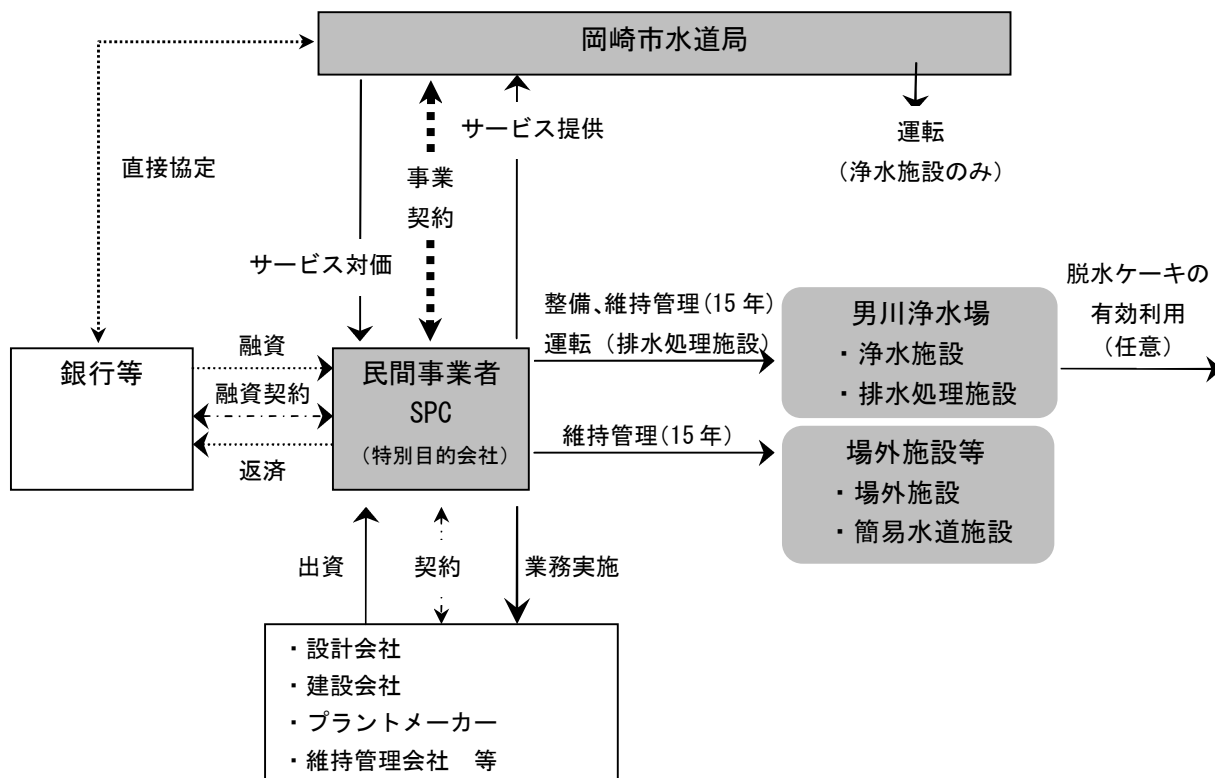 岡崎市水道局
サービス提供
運転
(浄水施設のみ)
直接協定
事業
契約
サービス対価
脱水ケーキの
有効利用
(任意)
整備、維持管理(15年)
運転(排水処理施設)
男川浄水場
・浄水施設
・排水処理施設
銀行等
融資
融資契約
返済
民間事業者
SPC
(特別目的会社)
維持管理(15年)
場外施設等
・場外施設
・簡易水道施設
出資
契約
業務実施
・設計会社
・建設会社
・プラントメーカー
・維持管理会社 等